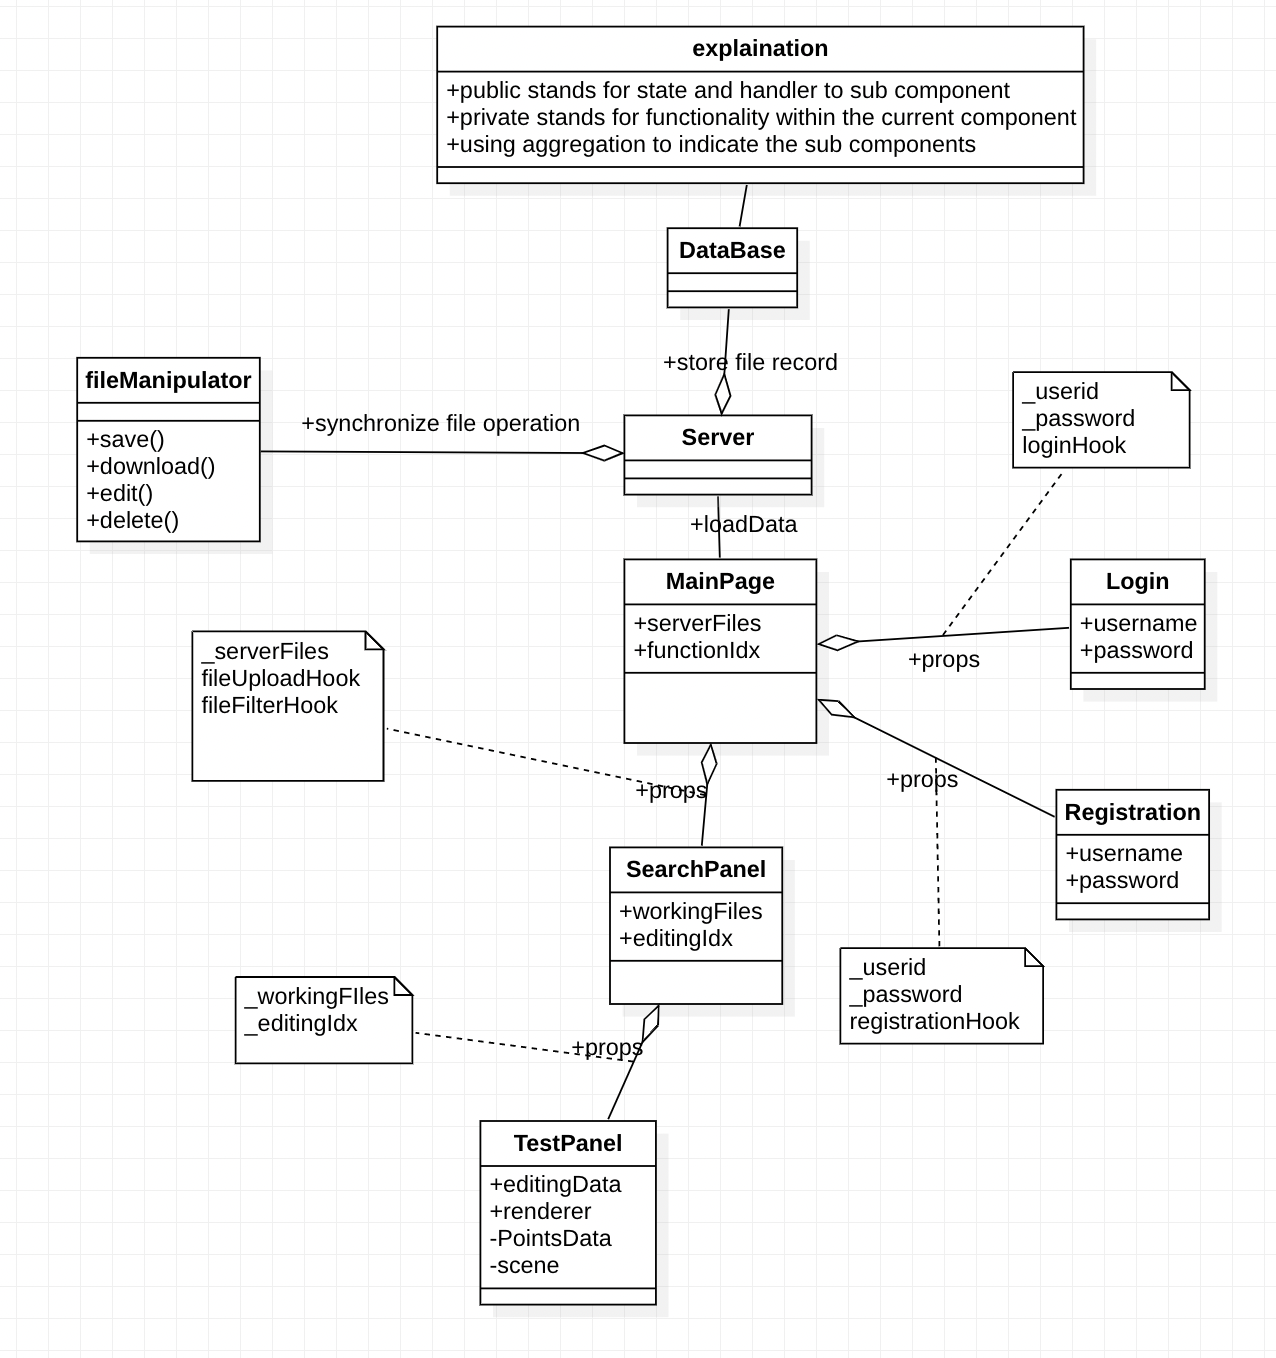 explaination
+public stands for state and handler to sub component
+private stands for functionality within the current component
+using aggregation to indicate the sub components
DataBase
+store file record
fileManipulator
+save()
+download()
+edit()
+delete()
+synchronize file operation
Server
_userid
_password
loginHook
+loadData
MainPage
+serverFiles
+functionIdx
Login
+username
+password
+props
_serverFiles
fileUploadHook
fileFilterHook
+props
+props
Registration
+username
+password
SearchPanel
+workingFiles
+editingIdx
_userid
_password
registrationHook
_workingFIles
_editingIdx
+props
TestPanel
+editingData
+renderer
-PointsData
-scene